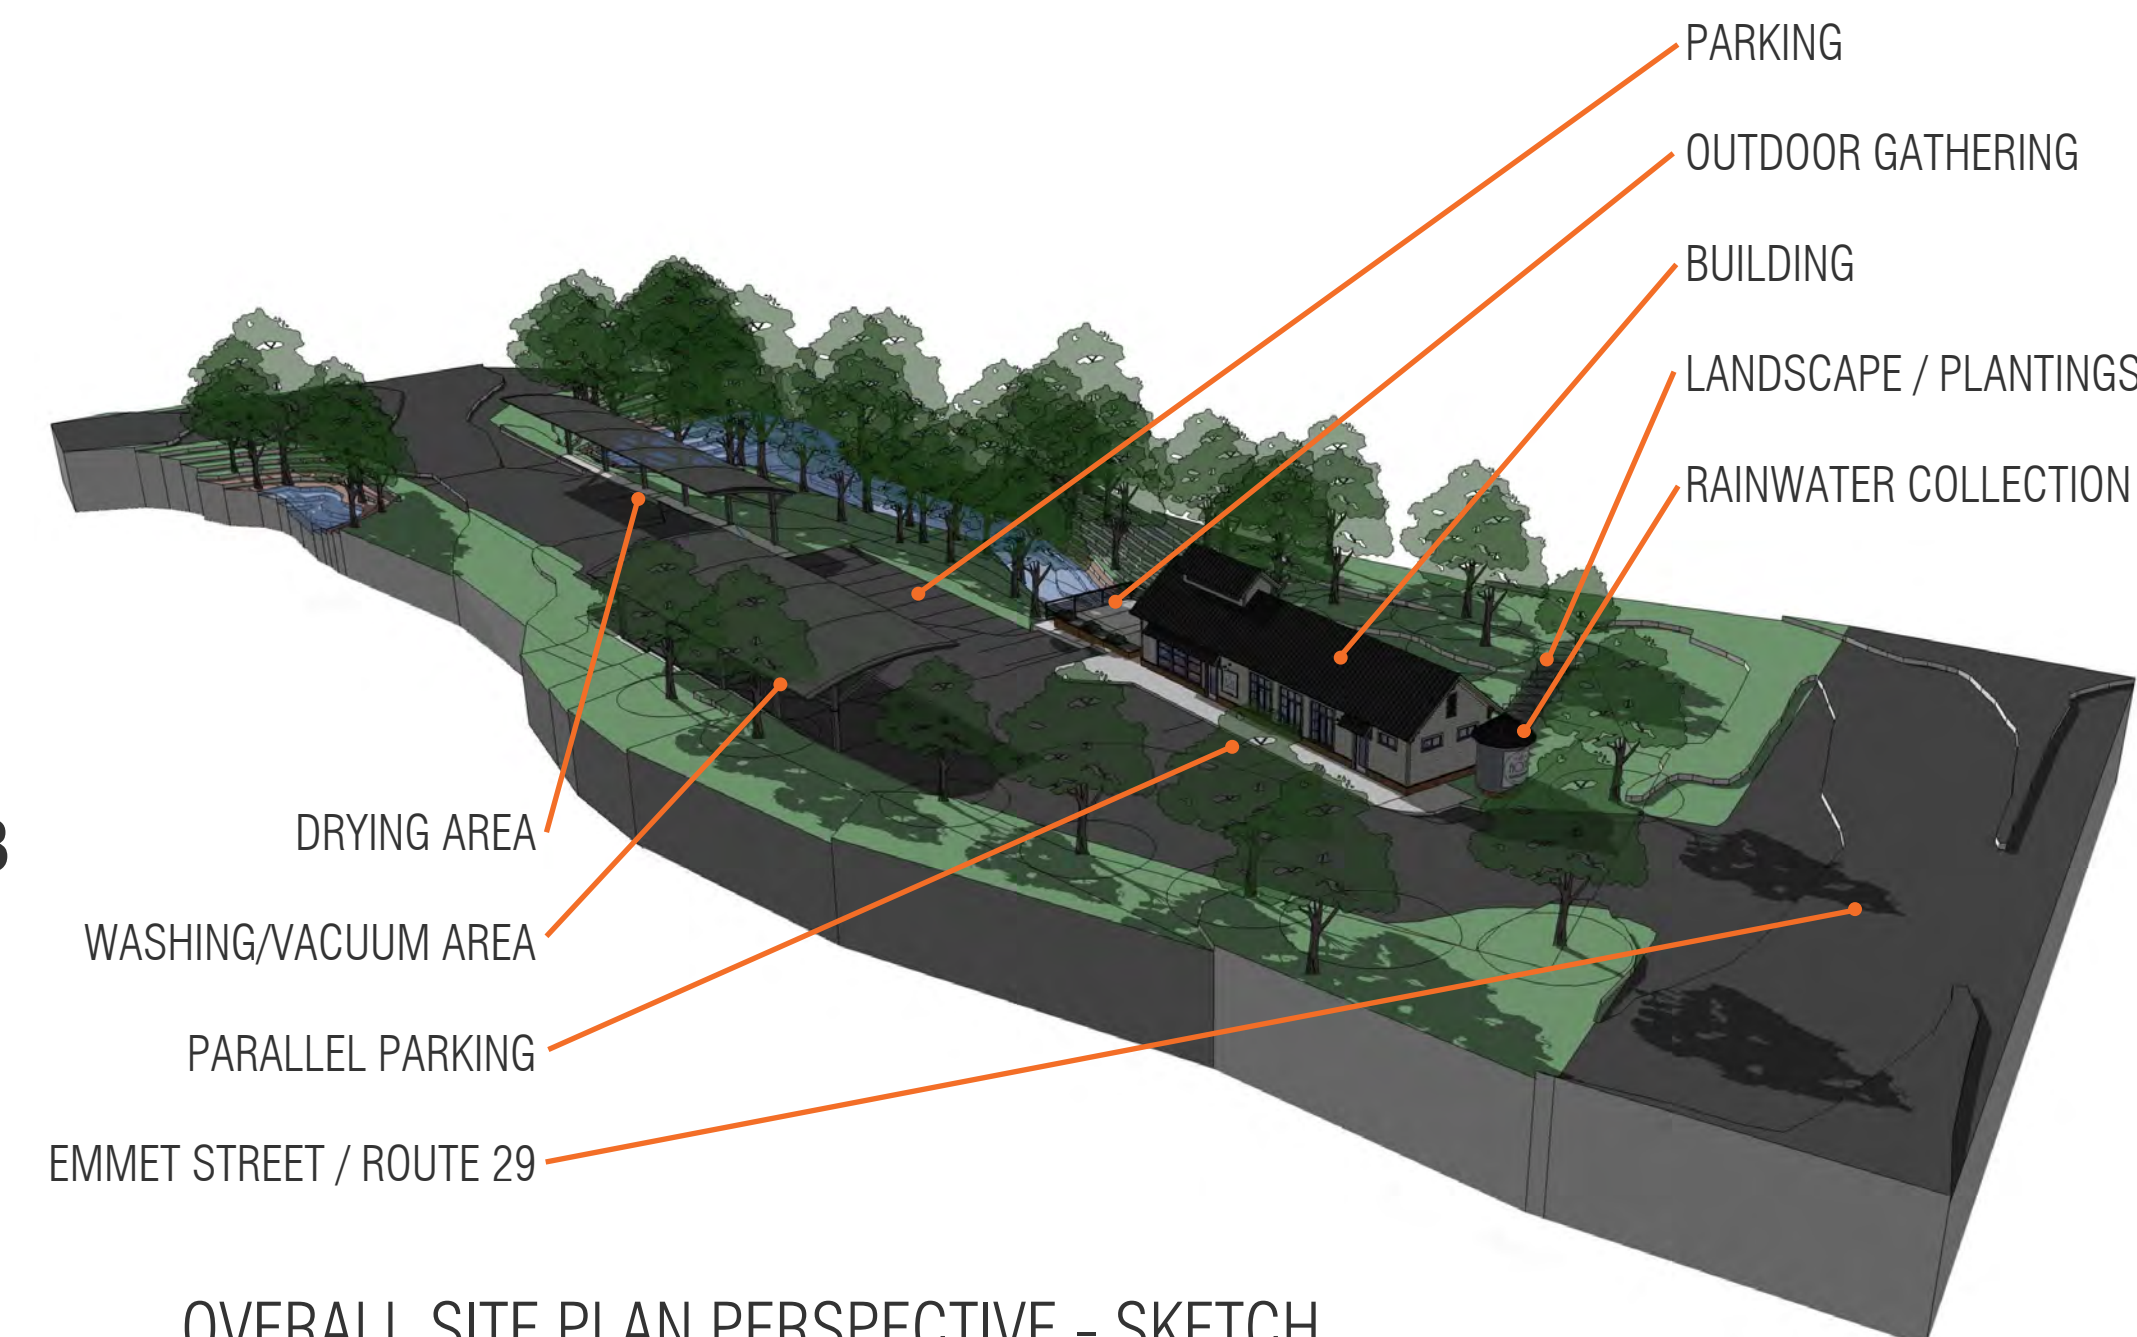 PARKING
OUTDOOR GATHERING
BUILDING
LANDSCAPE / PLANTINGS
RAINWATER COLLECTION
DRYING AREA
WASHING/VACUUM AREA
PARALLEL PARKING
EMMET STREET / ROUTE 29
OVERALL SITE PLAN PERSPECTIVE - SKETCH